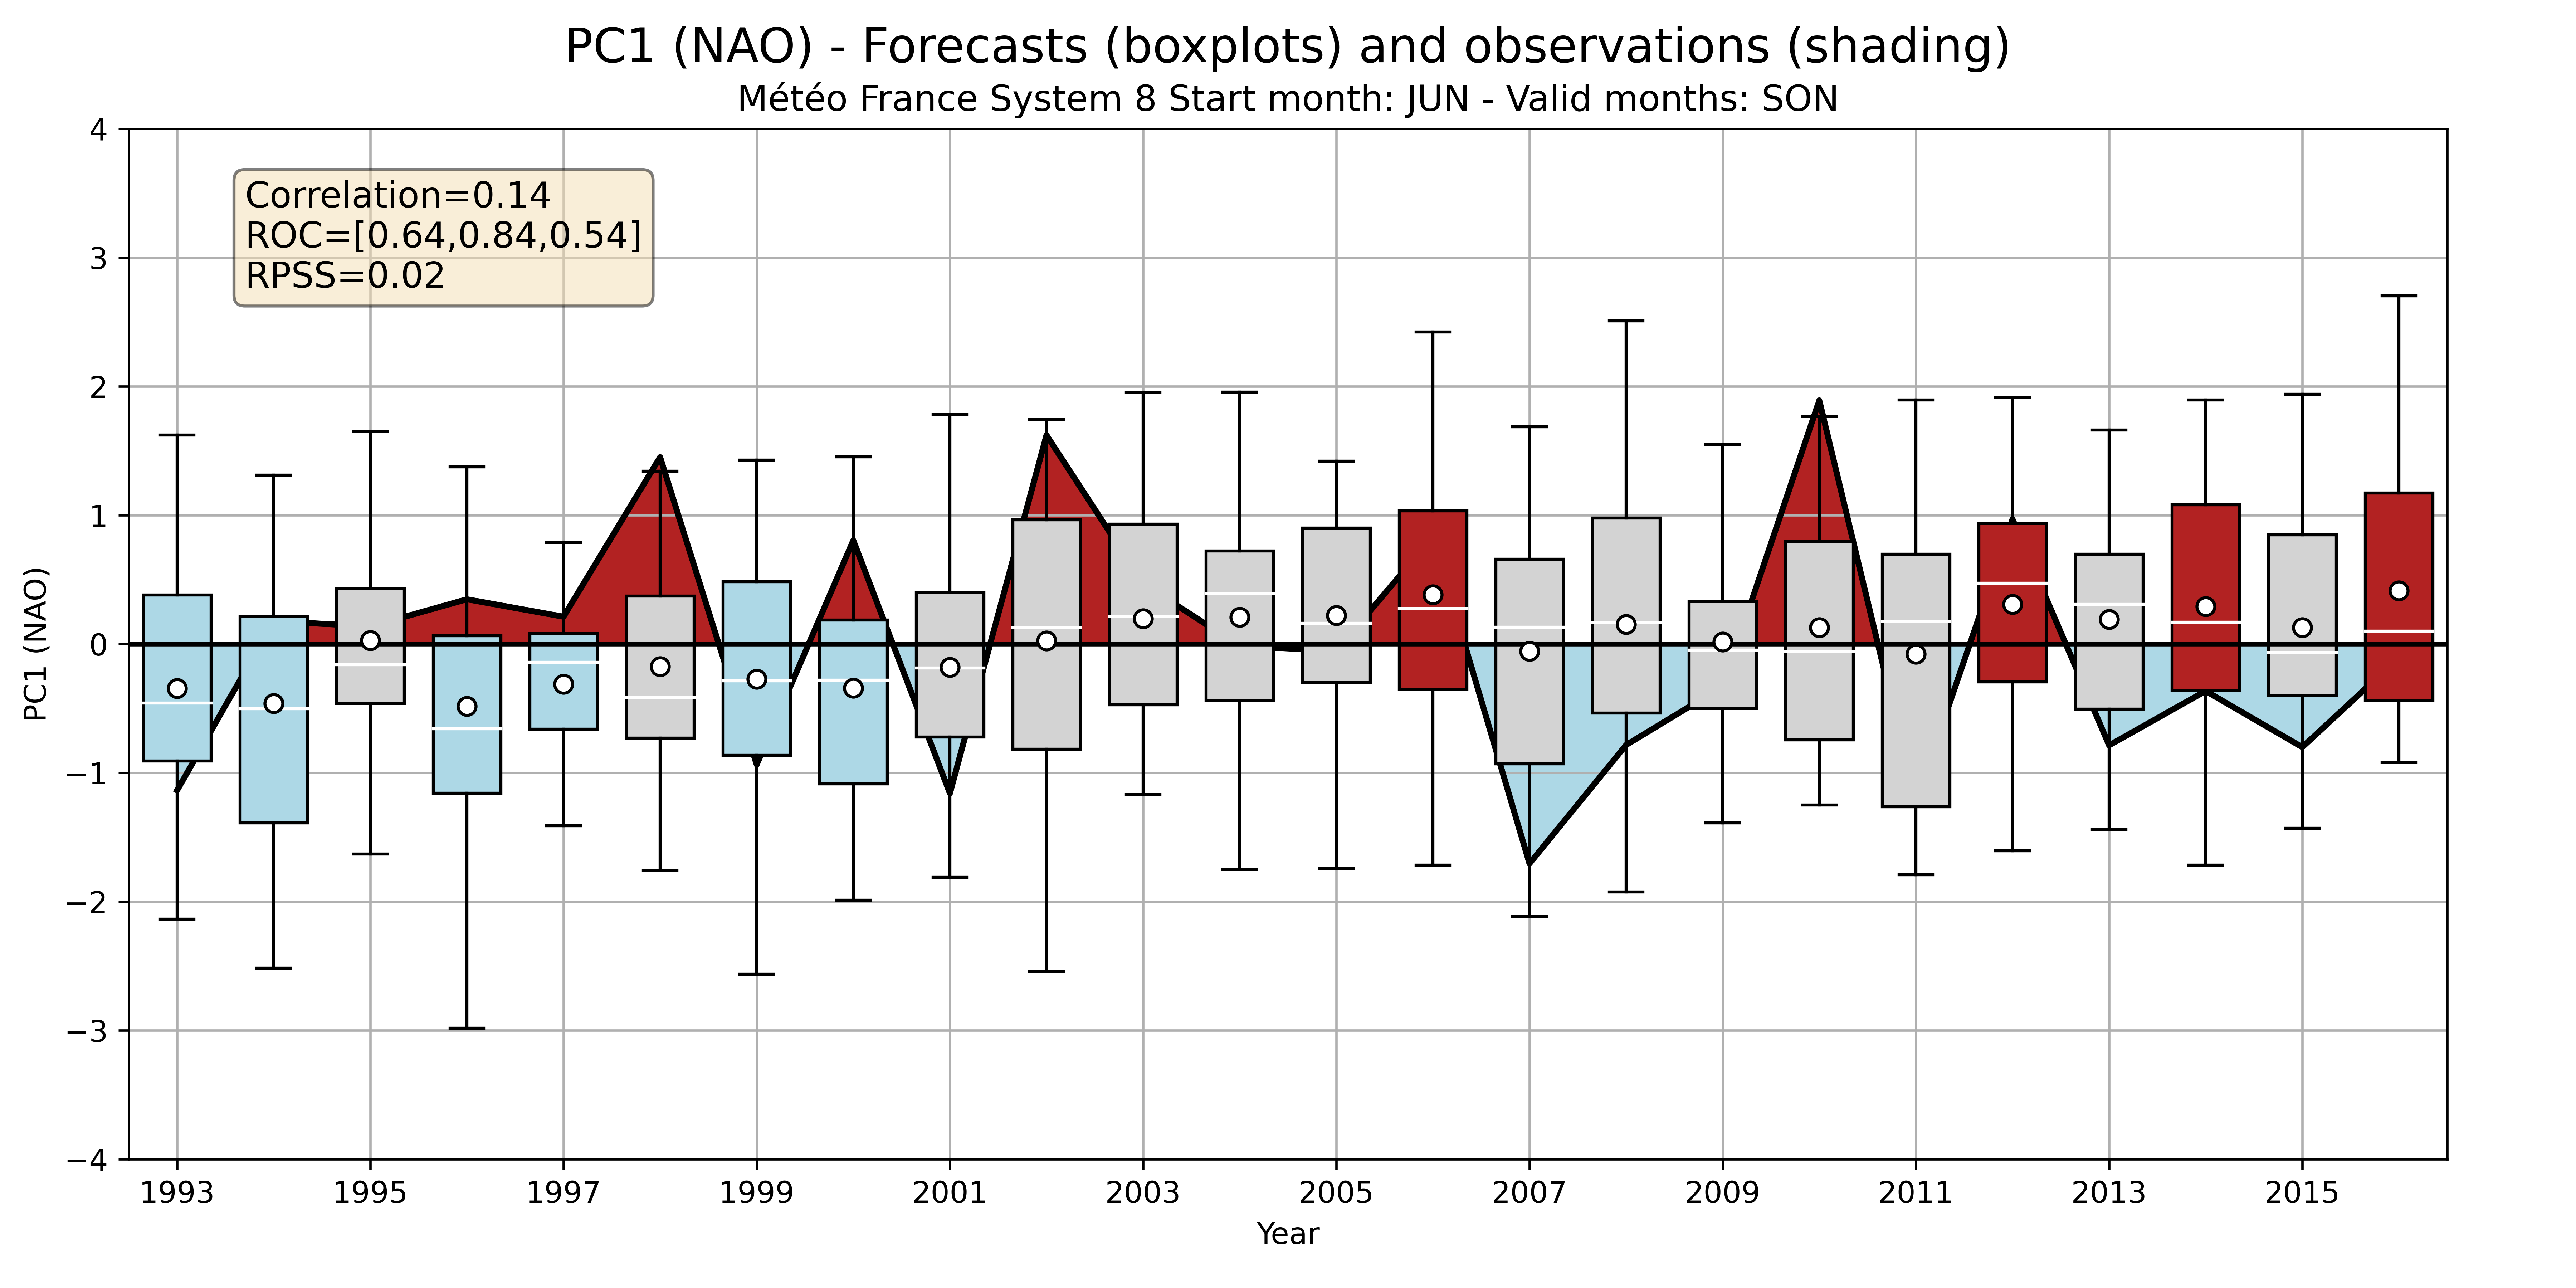 PC1 (NAO) - Forecasts (boxplots) and observations (shading)
Météo France System 8 Start month: JUN - Valid months: SON
Correlation=0.14
ROC=[0.64,0.84,0.54]
RPSS=0.02
PC1 (NAO)
4
3
2
1
0
−1
−2
−3
−4
1993 1995 1997 1999 2001 2003 2005 2007 2009 2011 2013 2015
Year